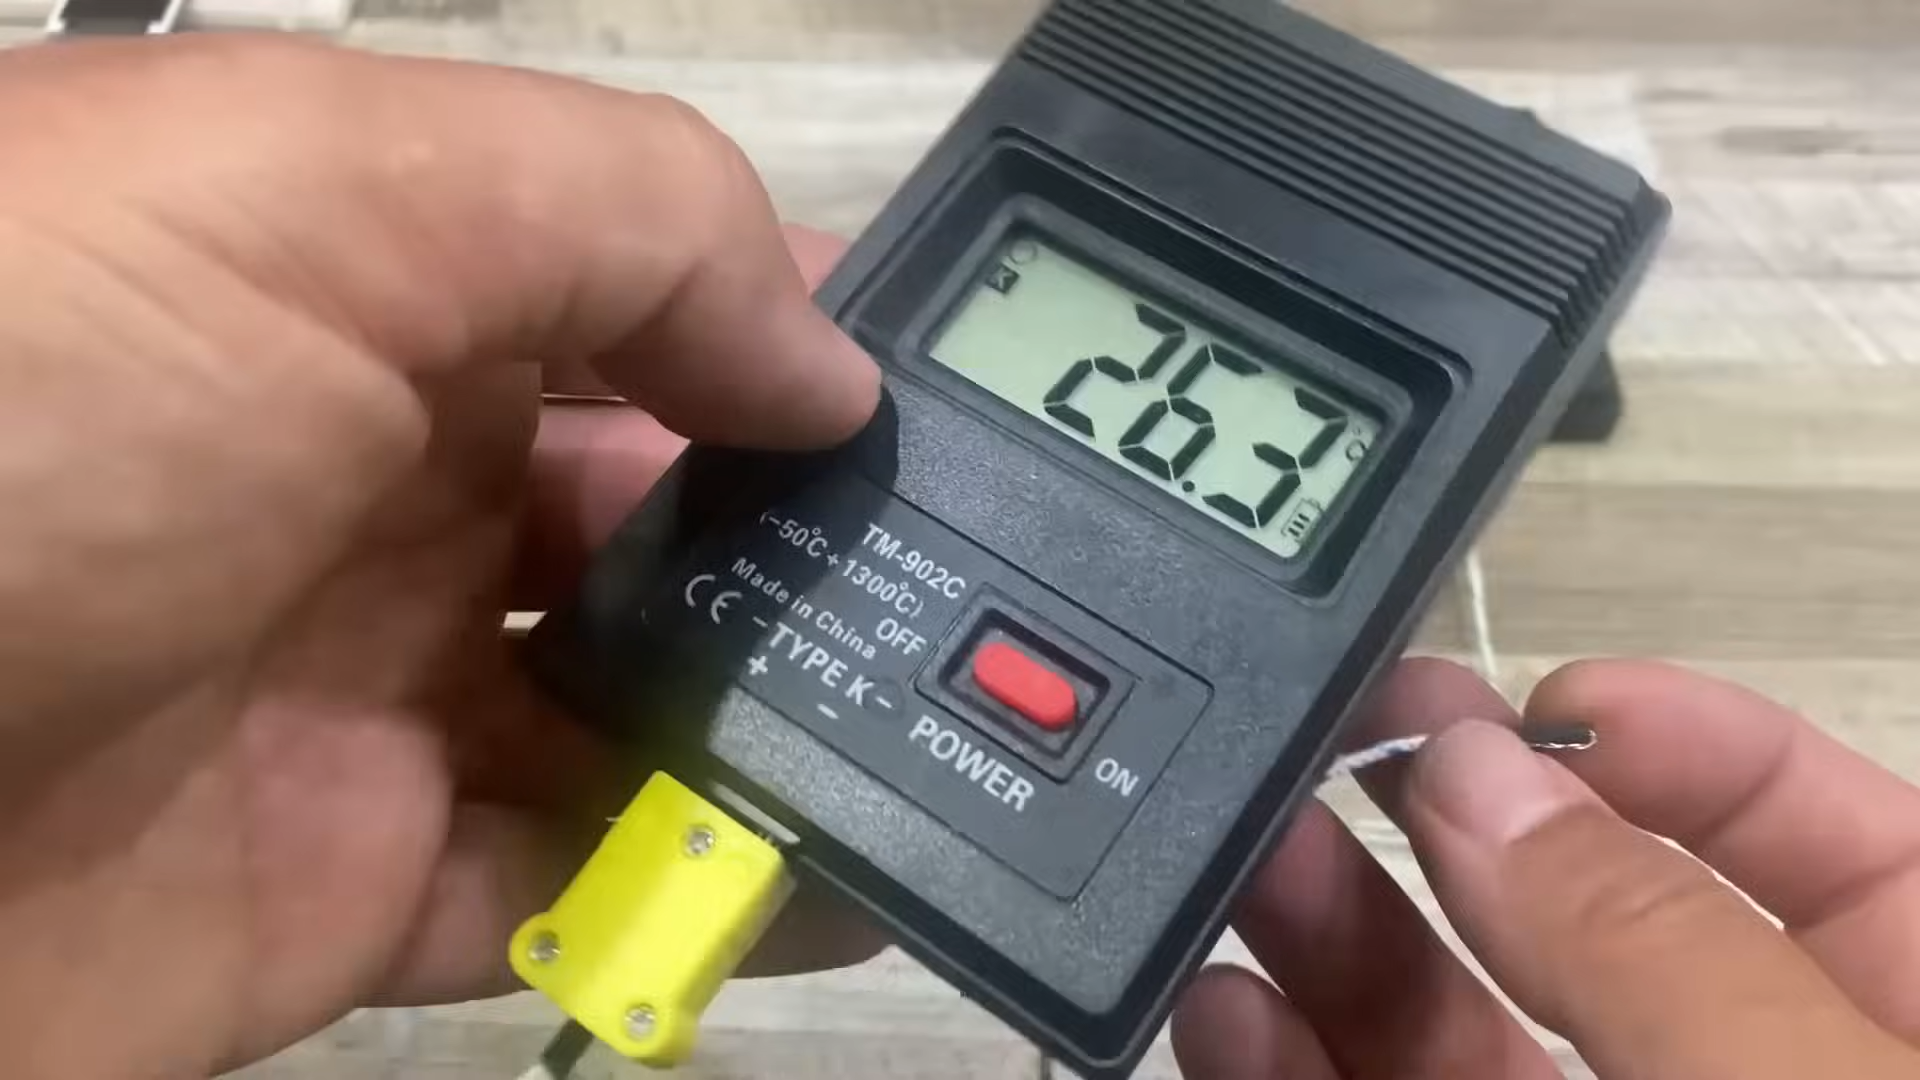 K
26.3
°C
TM-902C
(-50℃+1300℃)
Made in China
CE
OFF
-TYPE K-
+ -
POWER
ON